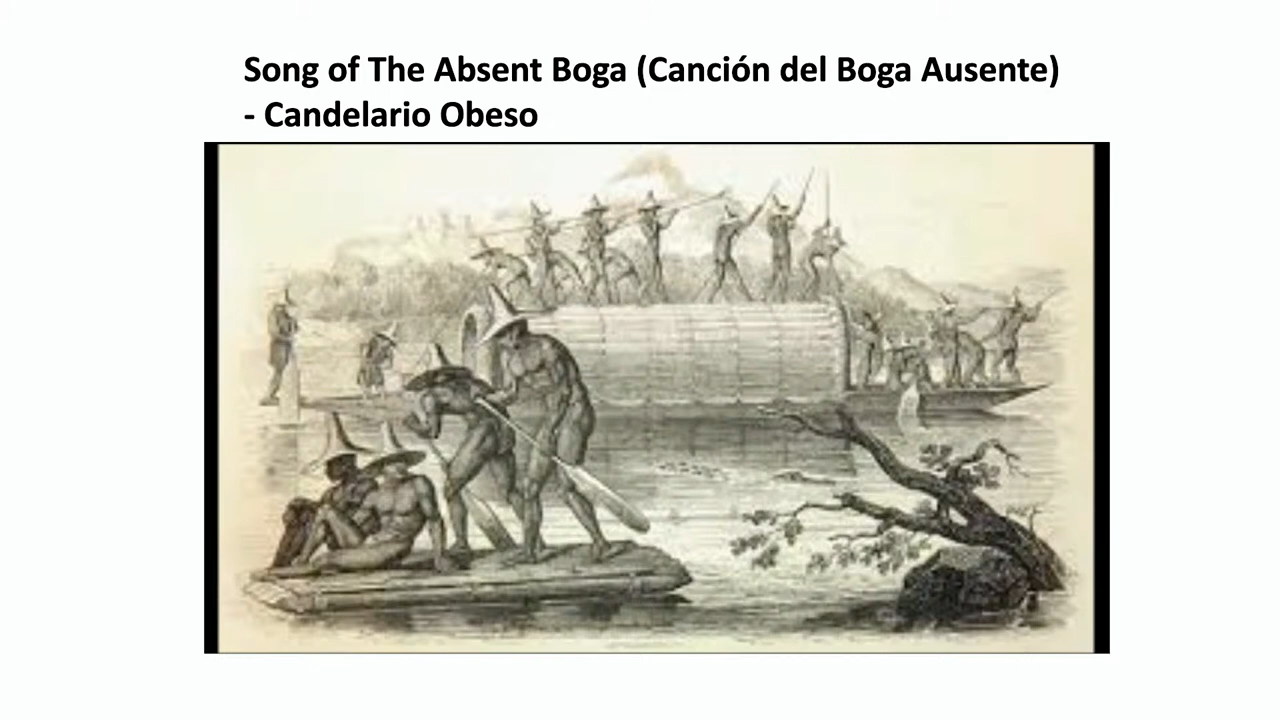 Song of The Absent Boga (Canción del Boga Ausente)
- Candelario Obeso